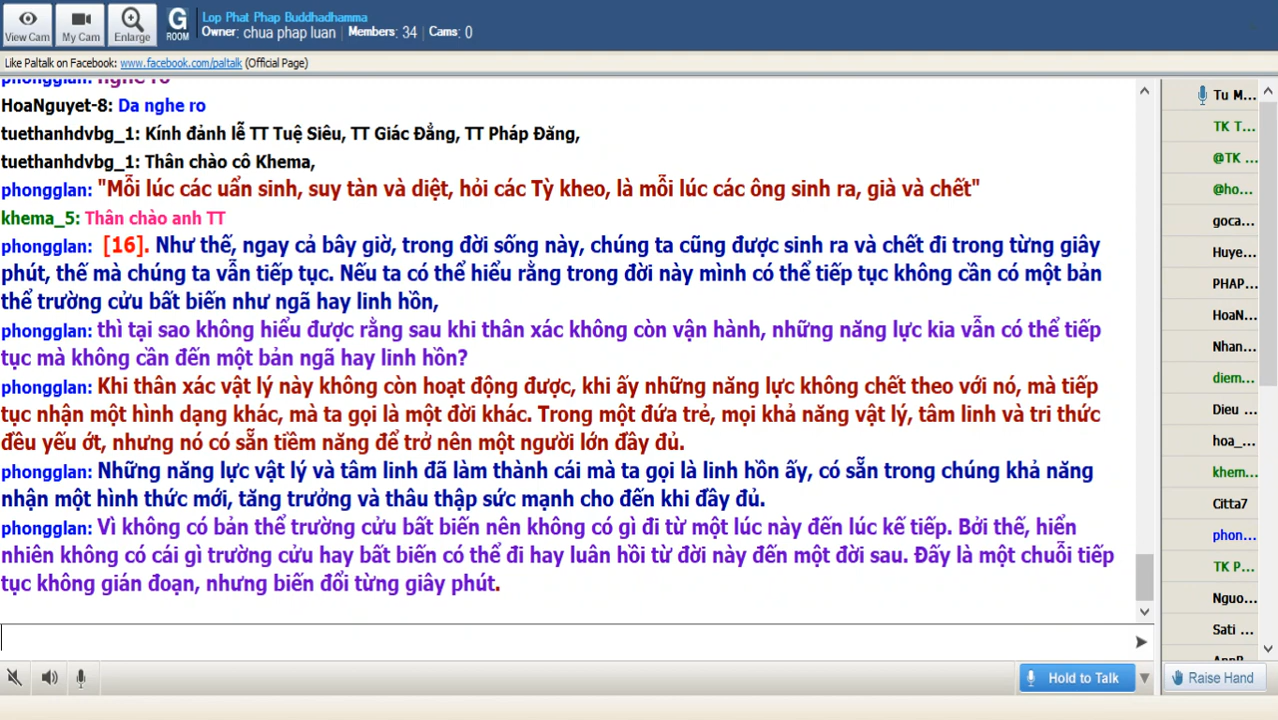 Lop Phat Phap Buddhadhamma
Owner: chua pháp luan | Members: 34 | Cams: 0
View Cam
My Cam
Enlarge
G
ROOM
Like Paltalk on Facebook: www.facebook.com/paltalk (Official Page)
HoaNguyet-8: Da nghe ro
tuethanhdvbg_1: Kính đảnh lễ TT Tuệ Siêu, TT Giác Đẳng, TT Pháp Đăng,
tuethanhdvbg_1: Thân chào cô Khema,
phongglan: "Mỗi lúc các uẩn sinh, suy tàn và diệt, hỏi các Tỳ kheo, là mỗi lúc các ông sinh ra, già và chết"
khema_5: Thân chào anh TT
phongglan: [16]. Như thế, ngay cả bây giờ, trong đời sống này, chúng ta cũng được sinh ra và chết đi trong từng giây
phút, thế mà chúng ta vẫn tiếp tục. Nếu ta có thể hiểu rằng trong đời này mình có thể tiếp tục không cần có một bản
thể trường cửu bất biến như ngã hay linh hồn,
phongglan: thì tại sao không hiểu được rằng sau khi thân xác không còn vận hành, những năng lực kia vẫn có thể tiếp
tục mà không cần đến một bản ngã hay linh hồn?
phongglan: Khi thân xác vật lý này không còn hoạt động được, khi ấy những năng lực không chết theo với nó, mà tiếp
tục nhận một hình dạng khác, mà ta gọi là một đời khác. Trong một đứa trẻ, mọi khả năng vật lý, tâm linh và tri thức
đều yếu ớt, nhưng nó có sẵn tiềm năng để trở nên một người lớn đầy đủ.
phongglan: Những năng lực vật lý và tâm linh đã làm thành cái mà ta gọi là linh hồn ấy, có sẵn trong chúng khả năng
nhận một hình thức mới, tăng trưởng và thâu thập sức mạnh cho đến khi đầy đủ.
phongglan: Vì không có bản thể trường cửu bất biến nên không có gì đi từ một lúc này đến lúc kế tiếp. Bởi thế, hiển
nhiên không có cái gì trường cửu hay bất biến có thể đi hay luân hồi từ đời này đến một đời sau. Đấy là một chuỗi tiếp
tục không gián đoạn, nhưng biến đổi từng giây phút.
Tu M...
TK T...
@TK ...
@ho...
goca...
Huye...
PHAP...
HoaN...
Nhan...
diem...
Dieu ...
hoa_...
khem...
Citta7
phon...
TK P...
Nguo...
Sati ...
Hold to Talk
Raise Hand